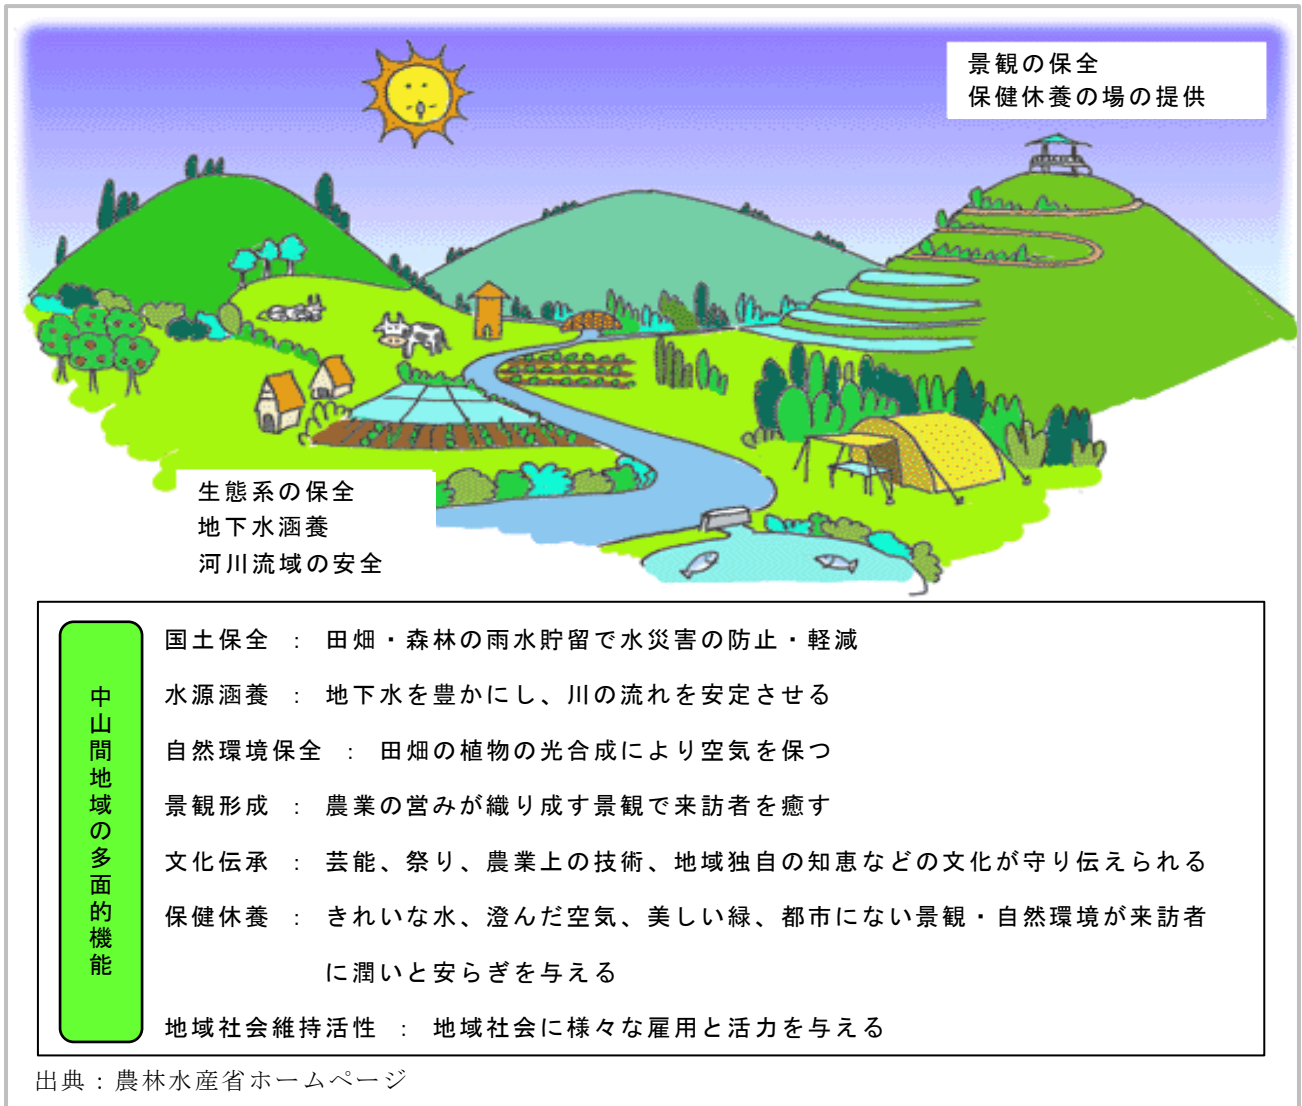 景観の保全
保健休養の場の提供
生態系の保全
地下水涵養
河川流域の安全
中山間地域の多面的機能
国土保全 : 田畑・森林の雨水貯留で水災害の防止・軽減
水源涵養 : 地下水を豊かにし、川の流れを安定させる
自然環境保全 : 田畑の植物の光合成により空気を保つ
景観形成 : 農業の営みが織り成す景観で来訪者を癒す
文化伝承 : 芸能、祭り、農業上の技術、地域独自の知恵などの文化が守り伝えられる
保健休養 : きれいな水、澄んだ空気、美しい緑、都市にない景観・自然環境が来訪者
に潤いと安らぎを与える
地域社会維持活性 : 地域社会に様々な雇用と活力を与える
出典：農林水産省ホームページ